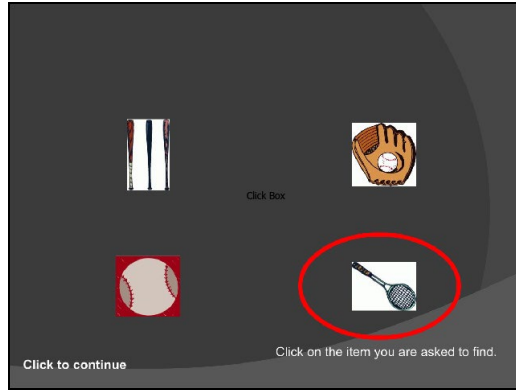 Click Box
Click on the item you are asked to find.
Click to continue